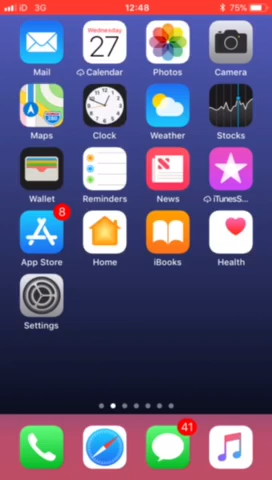 iD 3G 12:48 75%
Wednesday
27
Mail Calendar Photos Camera
280
Maps Clock Weather Stocks
Wallet Reminders News iTunesS...
8
App Store Home iBooks Health
Settings
41